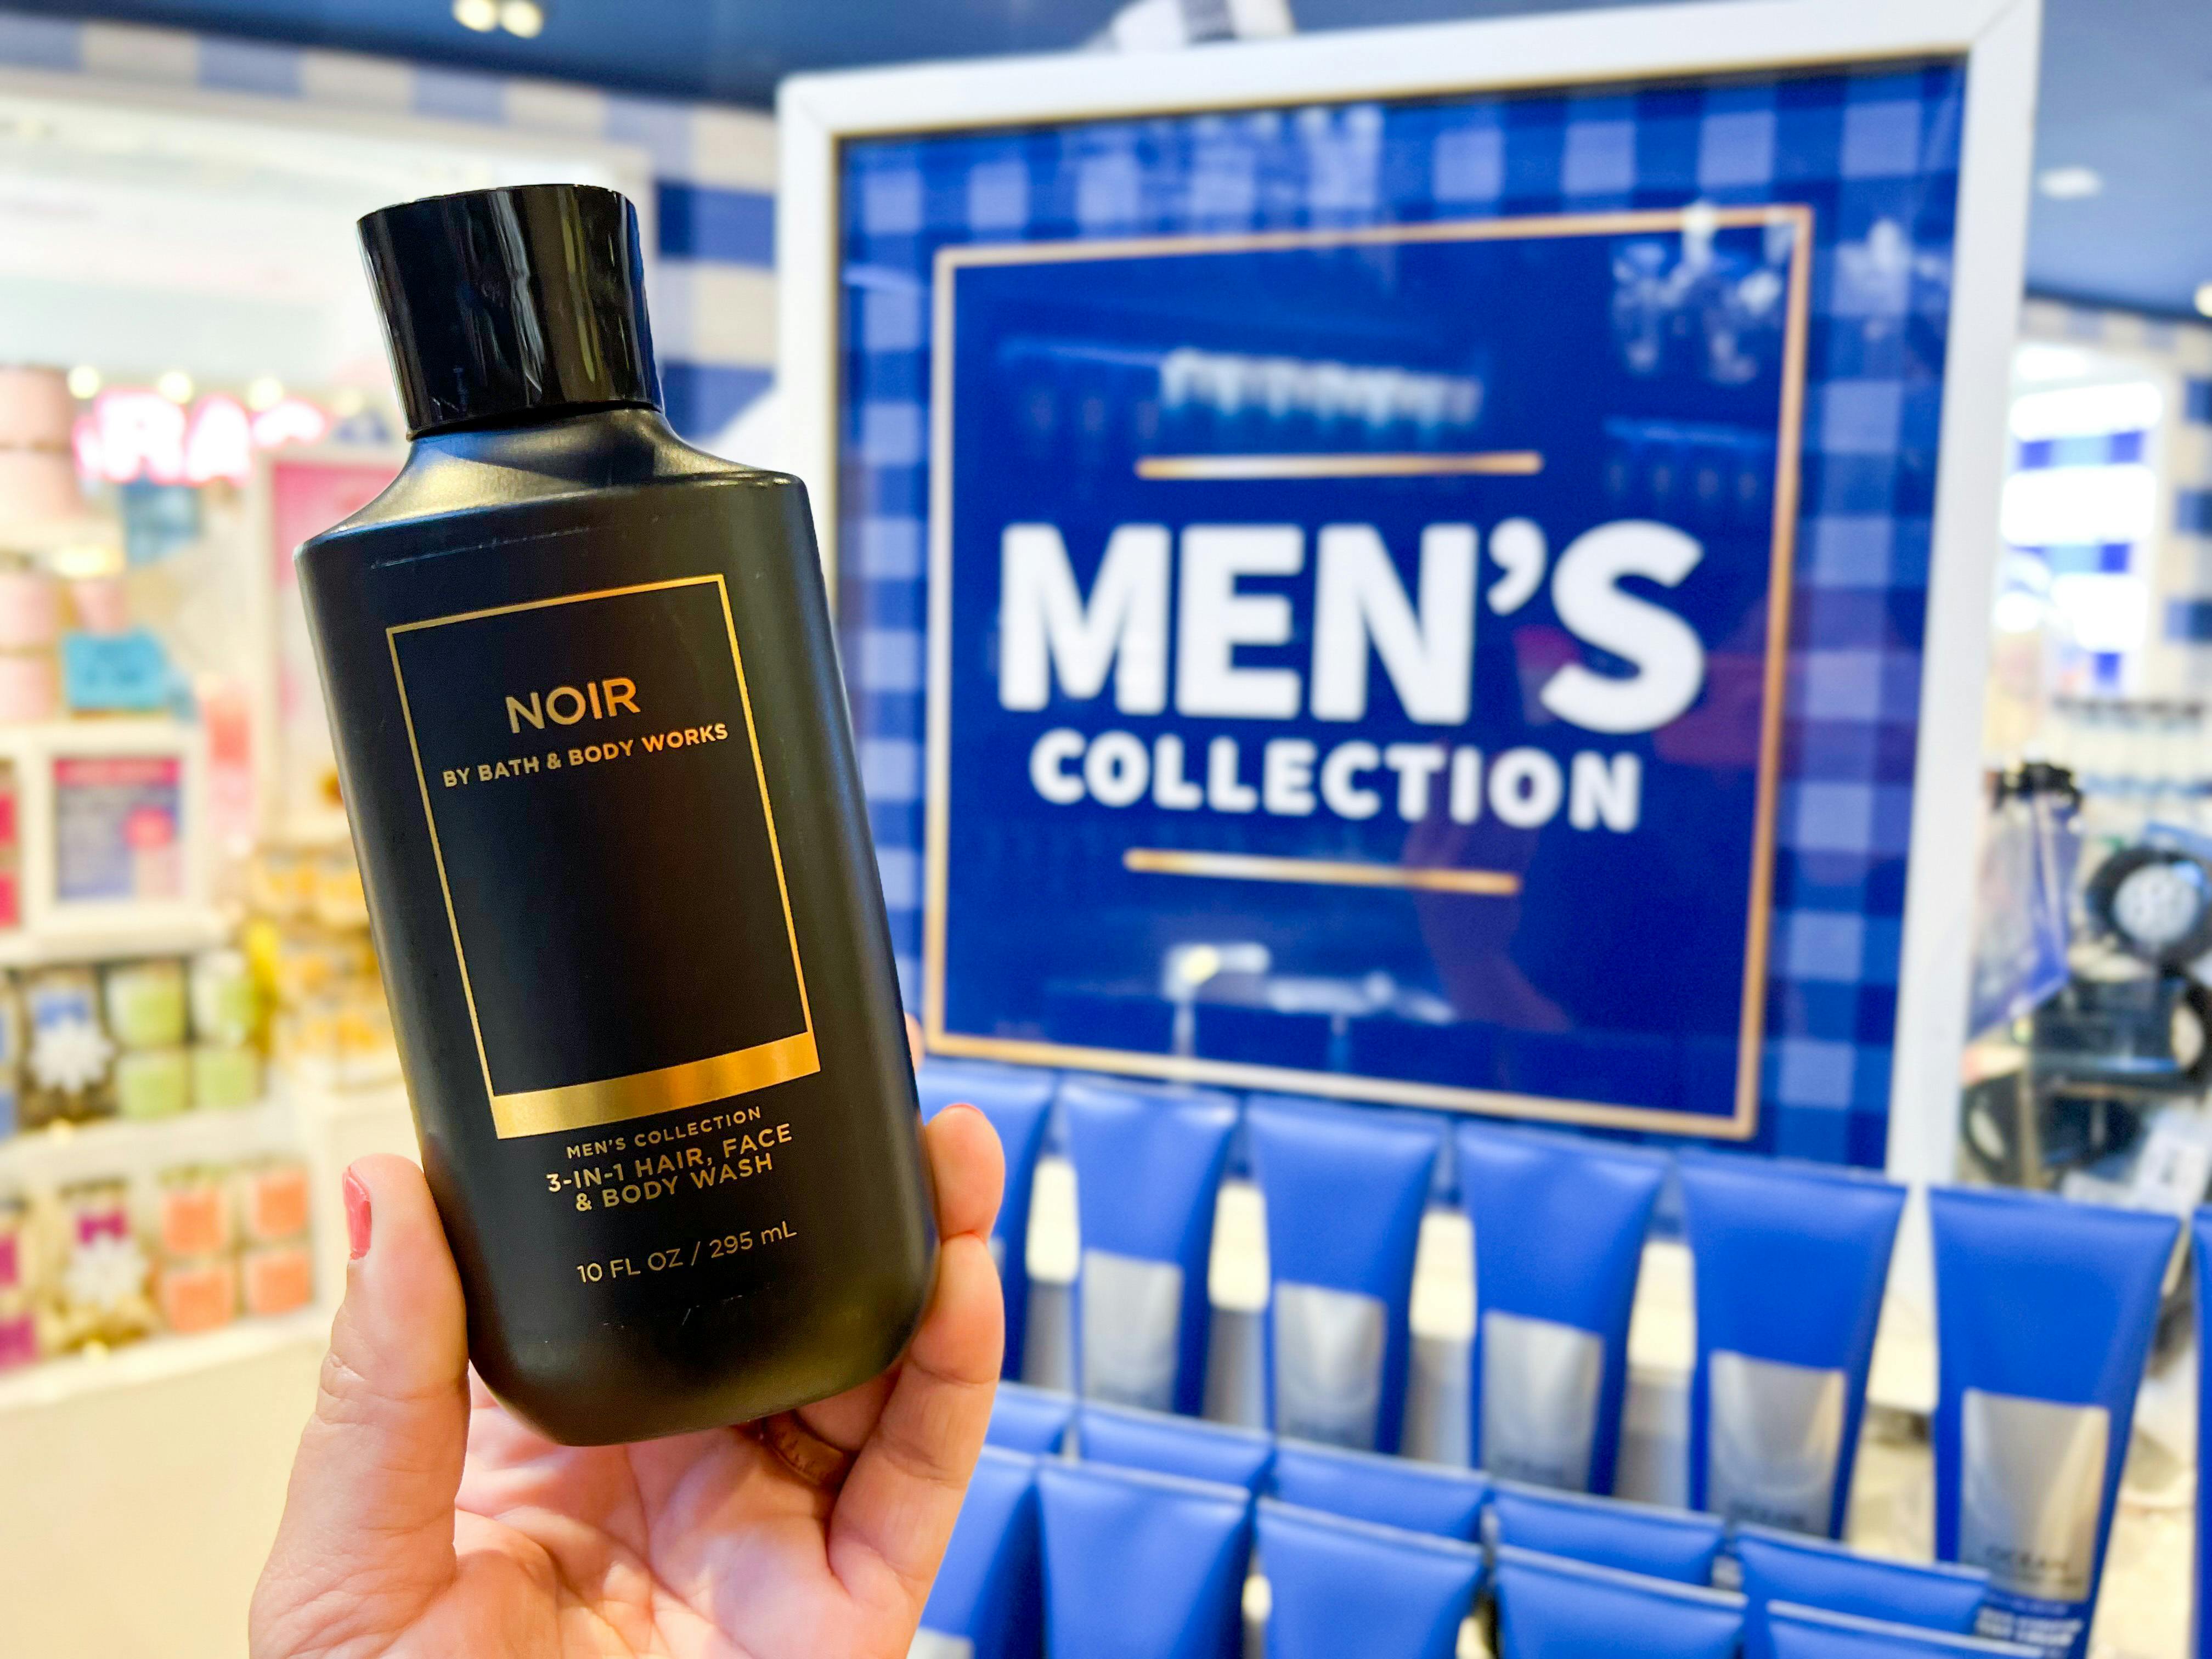 NOIR
BY BATH & BODY WORKS
MEN'S COLLECTION
3-IN-1 HAIR, FACE
& BODY WASH
10 FL OZ / 295 mL
MEN'S
COLLECTION
OCEAN